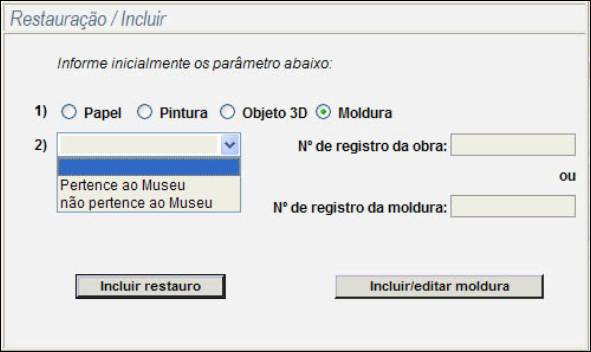 Restauração / Incluir
Informe inicialmente os parâmetro abaixo:
1) Papel Pintura Objeto 3D Moldura
2) Nº de registro da obra:
Pertence ao Museu
não pertence ao Museu
ou
Nº de registro da moldura:
Incluir restauro Incluir/editar moldura